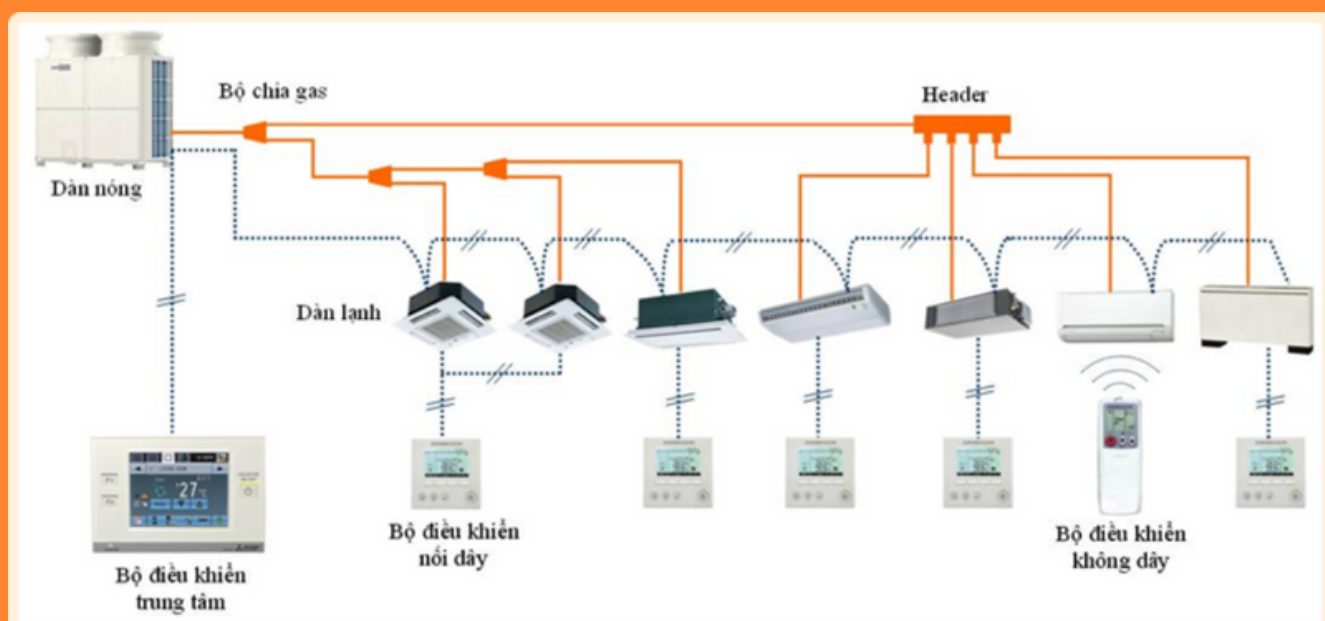 Bộ chia gas
Header
Dàn nóng
Dàn lạnh
27°C
Bộ điều khiển
nối dây
Bộ điều khiển
không dây
Bộ điều khiển
trung tâm